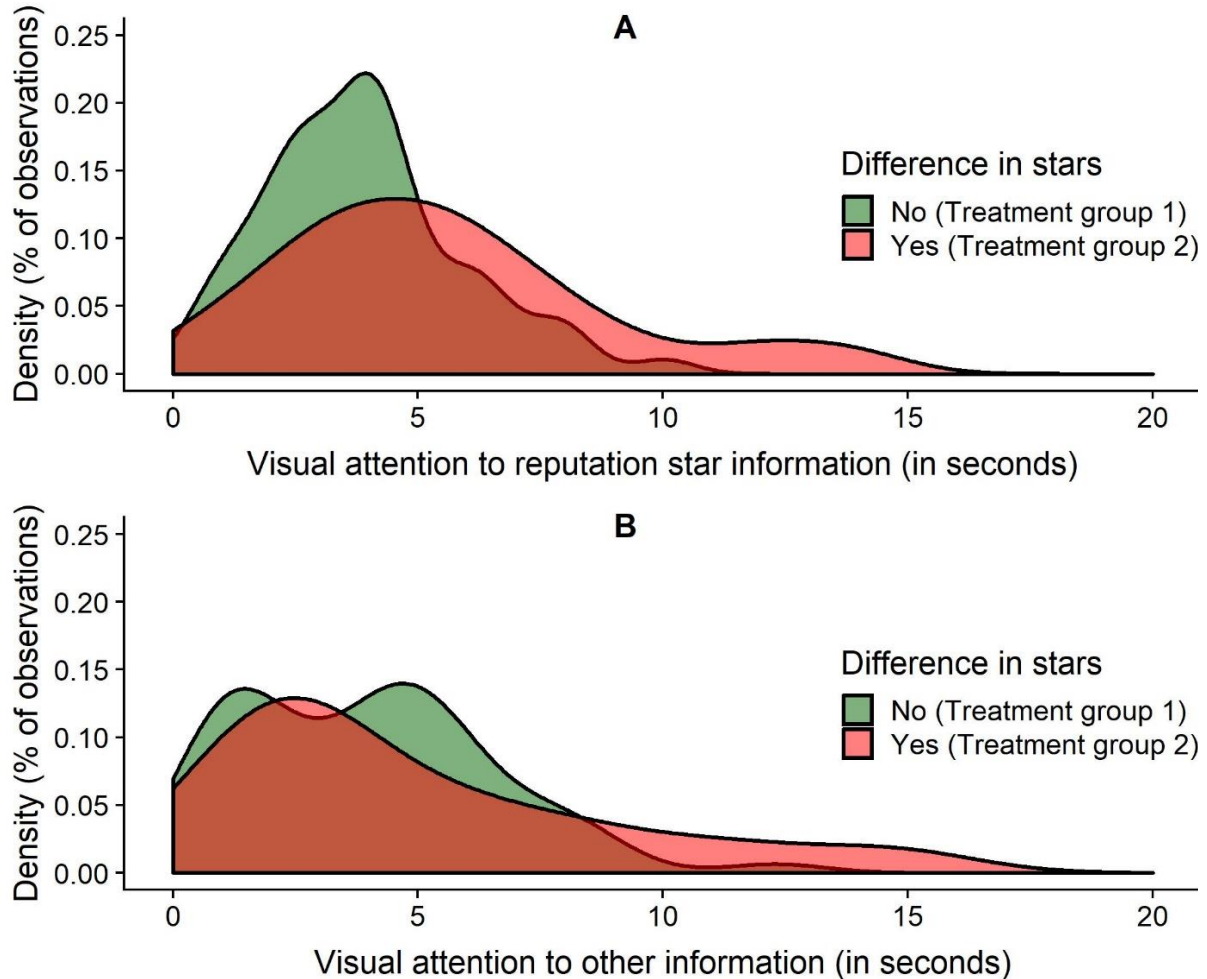 A
Density (% of observations)
0.25
0.20
0.15
0.10
0.05
0.00
Difference in stars
No (Treatment group 1)
Yes (Treatment group 2)
0 5 10 15 20
Visual attention to reputation star information (in seconds)
B
Density (% of observations)
0.25
0.20
0.15
0.10
0.05
0.00
Difference in stars
No (Treatment group 1)
Yes (Treatment group 2)
0 5 10 15 20
Visual attention to other information (in seconds)